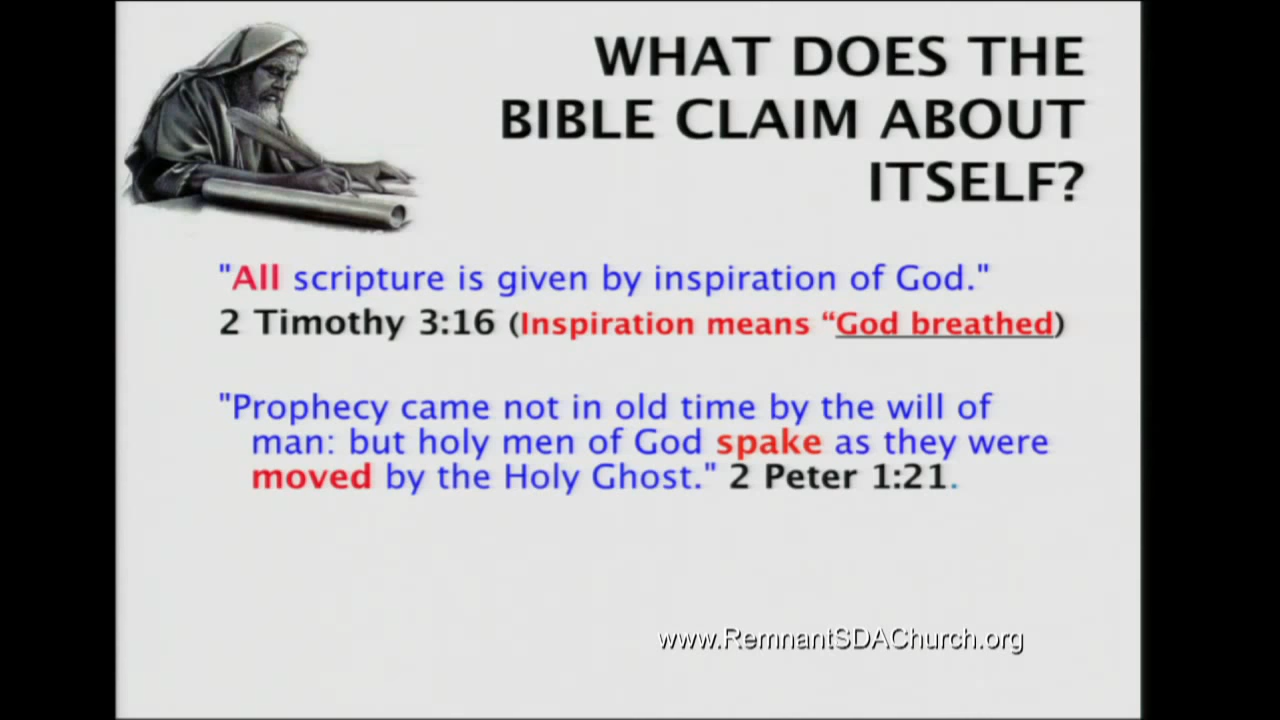 WHAT DOES THE
BIBLE CLAIM ABOUT
ITSELF?
"All scripture is given by inspiration of God."
2 Timothy 3:16 (Inspiration means “God breathed)
"Prophecy came not in old time by the will of
man: but holy men of God spake as they were
moved by the Holy Ghost." 2 Peter 1:21.
www.RemnantSDAChurch.org